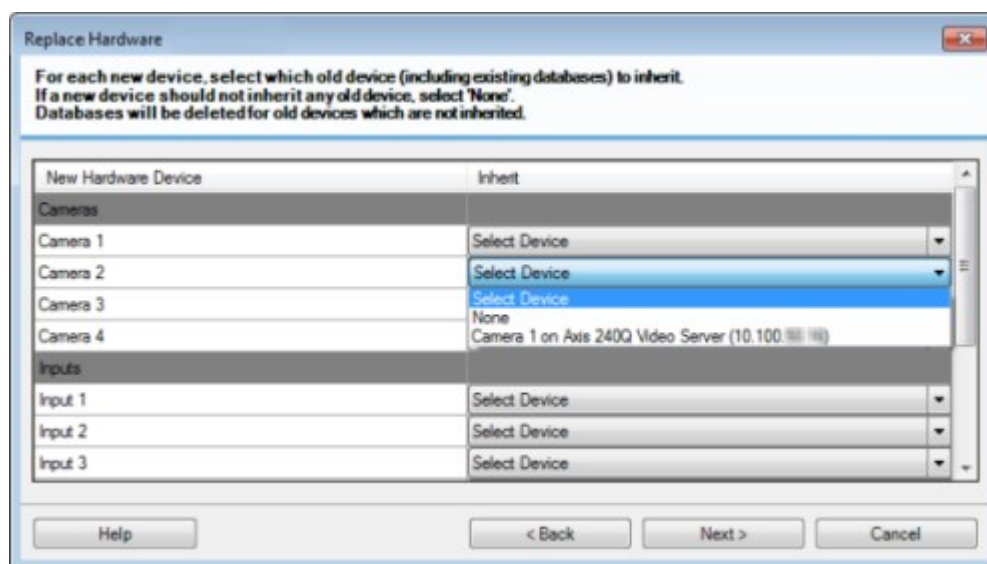 Replace Hardware
For each new device, select which old device (including existing databases) to inherit.
If a new device should not inherit any old device, select 'None'.
Databases will be deleted for old devices which are not inherited.
New Hardware Device Inherit
Cameras
Camera 1 Select Device
Camera 2 Select Device
Camera 3 Select Device
None
Camera 4 Camera 1 on Axis 240Q Video Server (10.100.
Inputs
Input 1 Select Device
Input 2 Select Device
Input 3 Select Device
Help < Back Next > Cancel